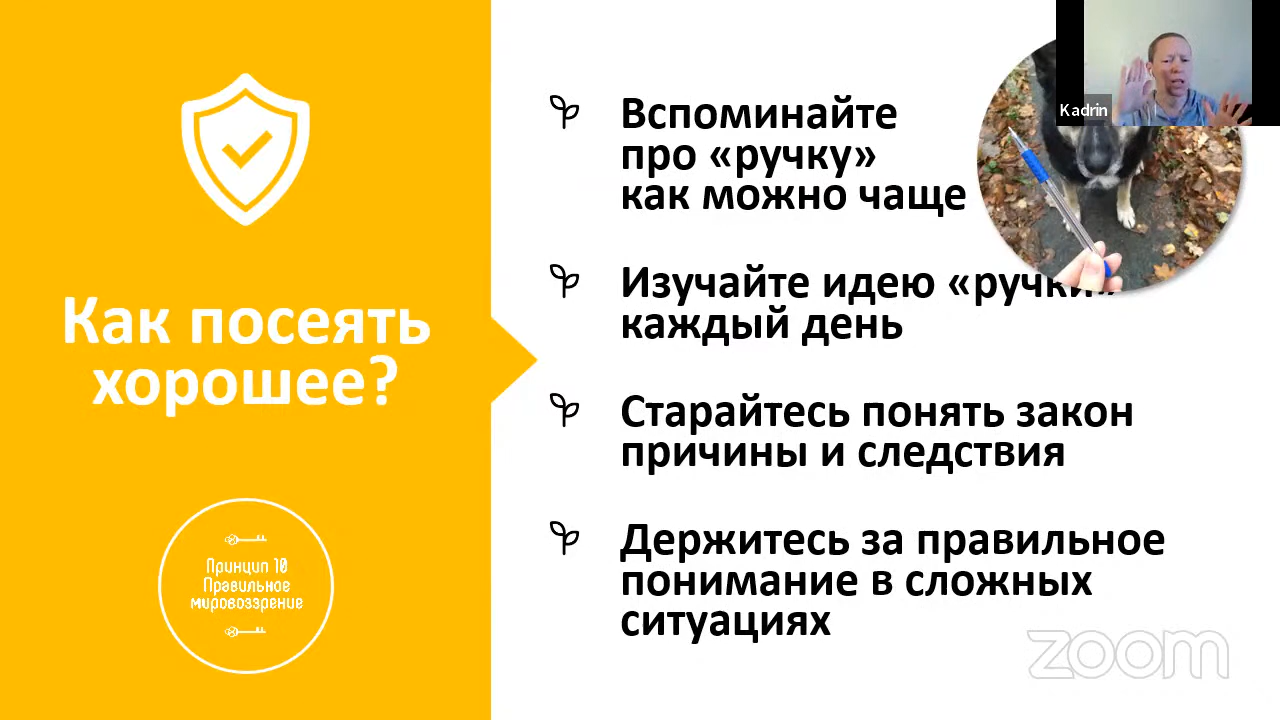 Как посеять
хорошее?
Принцип 10
Правильное
мировоззрение
Вспоминайте
про «ручку»
как можно чаще
Изучайте идею «ручки»
каждый день
Старайтесь понять закон
причины и следствия
Держитесь за правильное
понимание в сложных
ситуациях
Kadrin
zoom